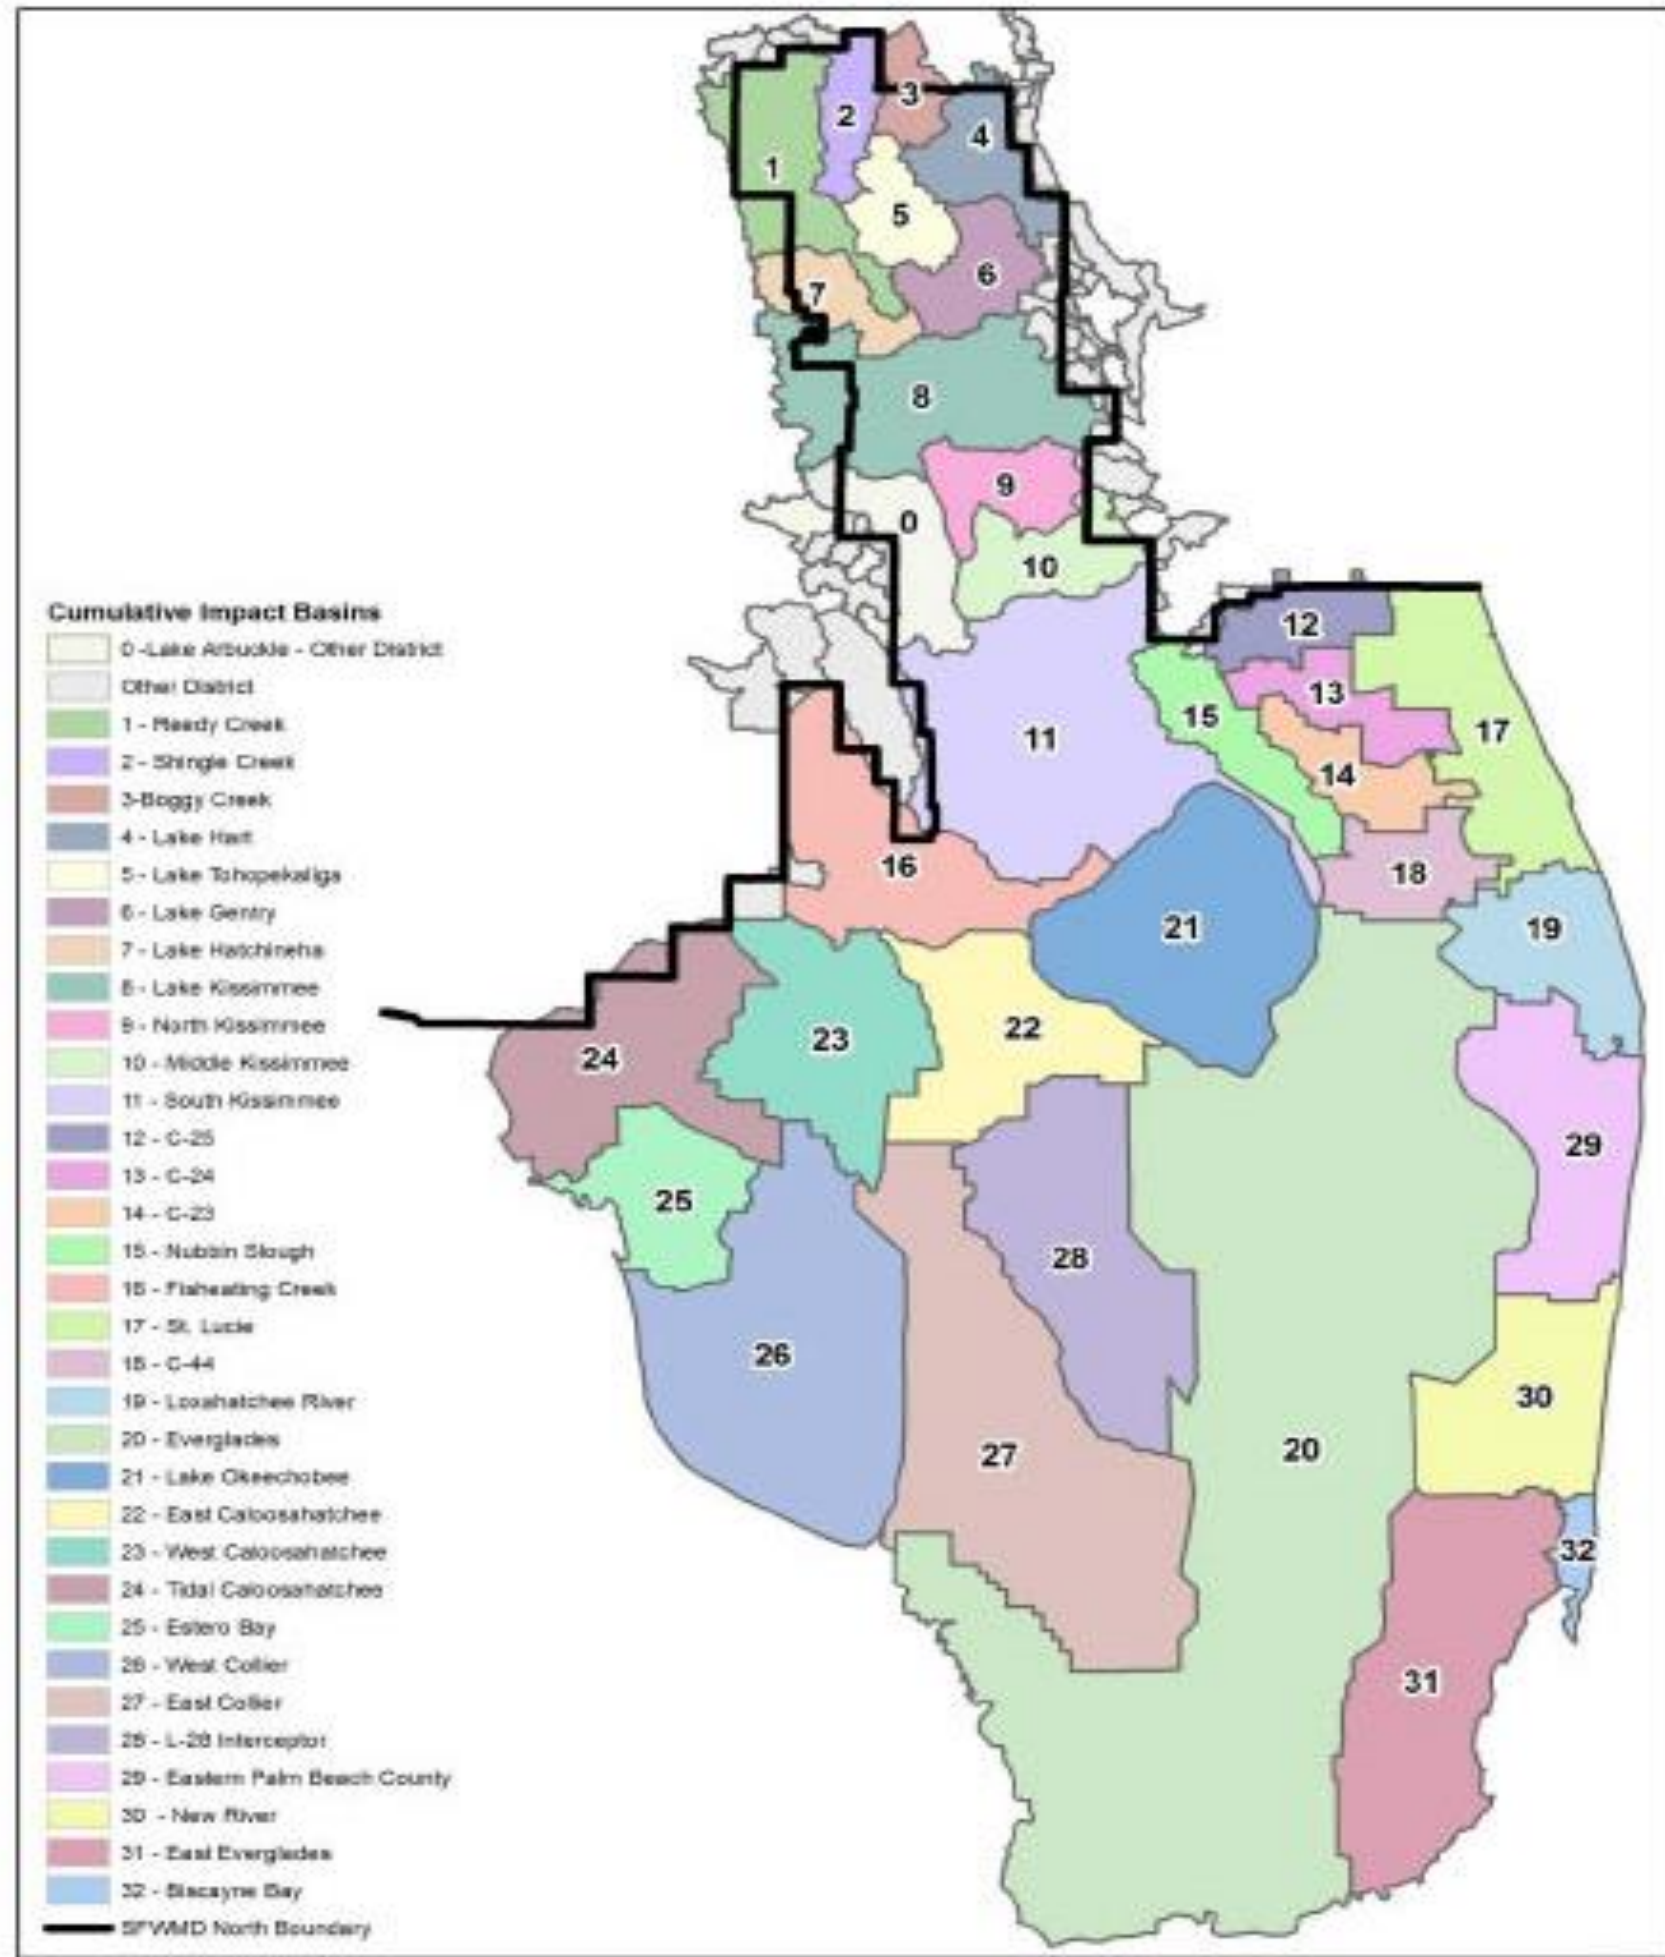 3
2
4
1
5
6
7
8
9
0
10
12
13
15
17
11
14
16
18
21
19
22
23
24
29
25
28
26
30
27
20
32
31
Cumulative Impact Basins
0 -Lake Arbuckle - Other District
Other District
1 - Reedy Creek
2 - Shingle Creek
3-Boggy Creek
4 - Lake Hart
5 - Lake Tohopekaliga
6 - Lake Gentry
7 - Lake Hatchineha
8 - Lake Kissimmee
9 - North Kissimmee
10 - Middle Kissimmee
11 - South Kissimmee
12 - C-25
13 - C-24
14 - C-23
15 - Nubbin Slough
16 - Fisheating Creek
17 - St. Lucie
18 - C-44
19 - Loxahatchee River
20 - Everglades
21 - Lake Okeechobee
22 - East Caloosahatchee
23 - West Caloosahatchee
24 - Tidal Caloosahatchee
25 - Estero Bay
26 - West Collier
27 - East Collier
28 - L-28 Interceptor
29 - Eastern Palm Beach County
30 - New River
31 - East Everglades
32 - Biscayne Bay
SFWMD North Boundary